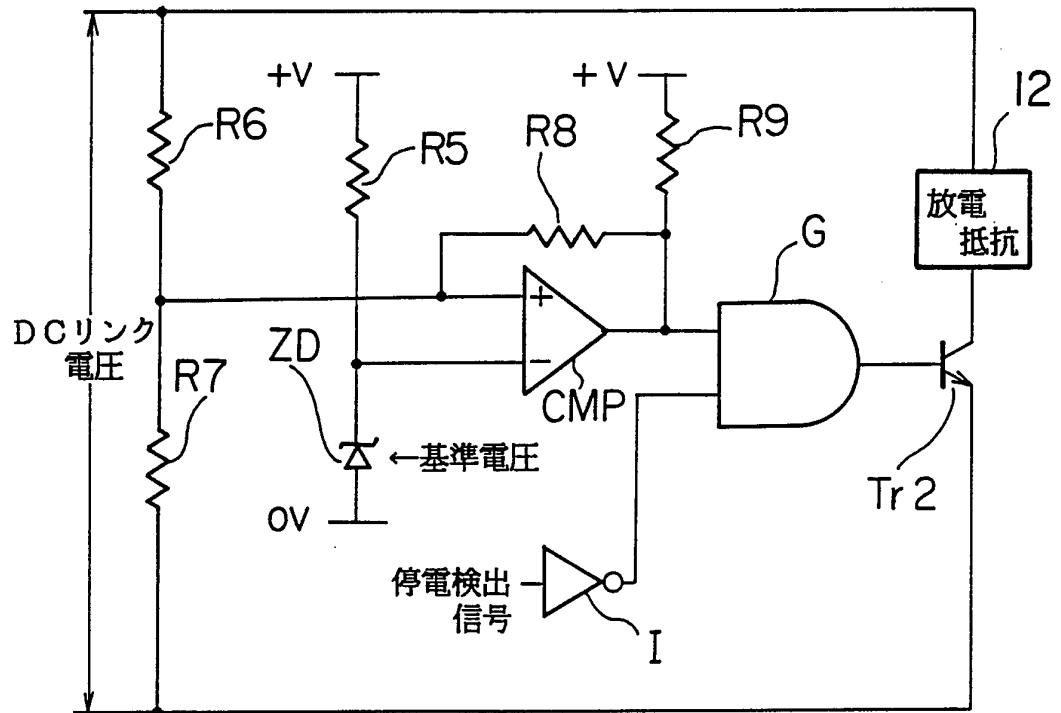 +V
+V
R6
R5
R8
R9
12
放電
抵抗
G
DCリンク
電圧
R7
ZD
+
−
CMP
←基準電圧
0V
Tr2
停電検出
信号
I